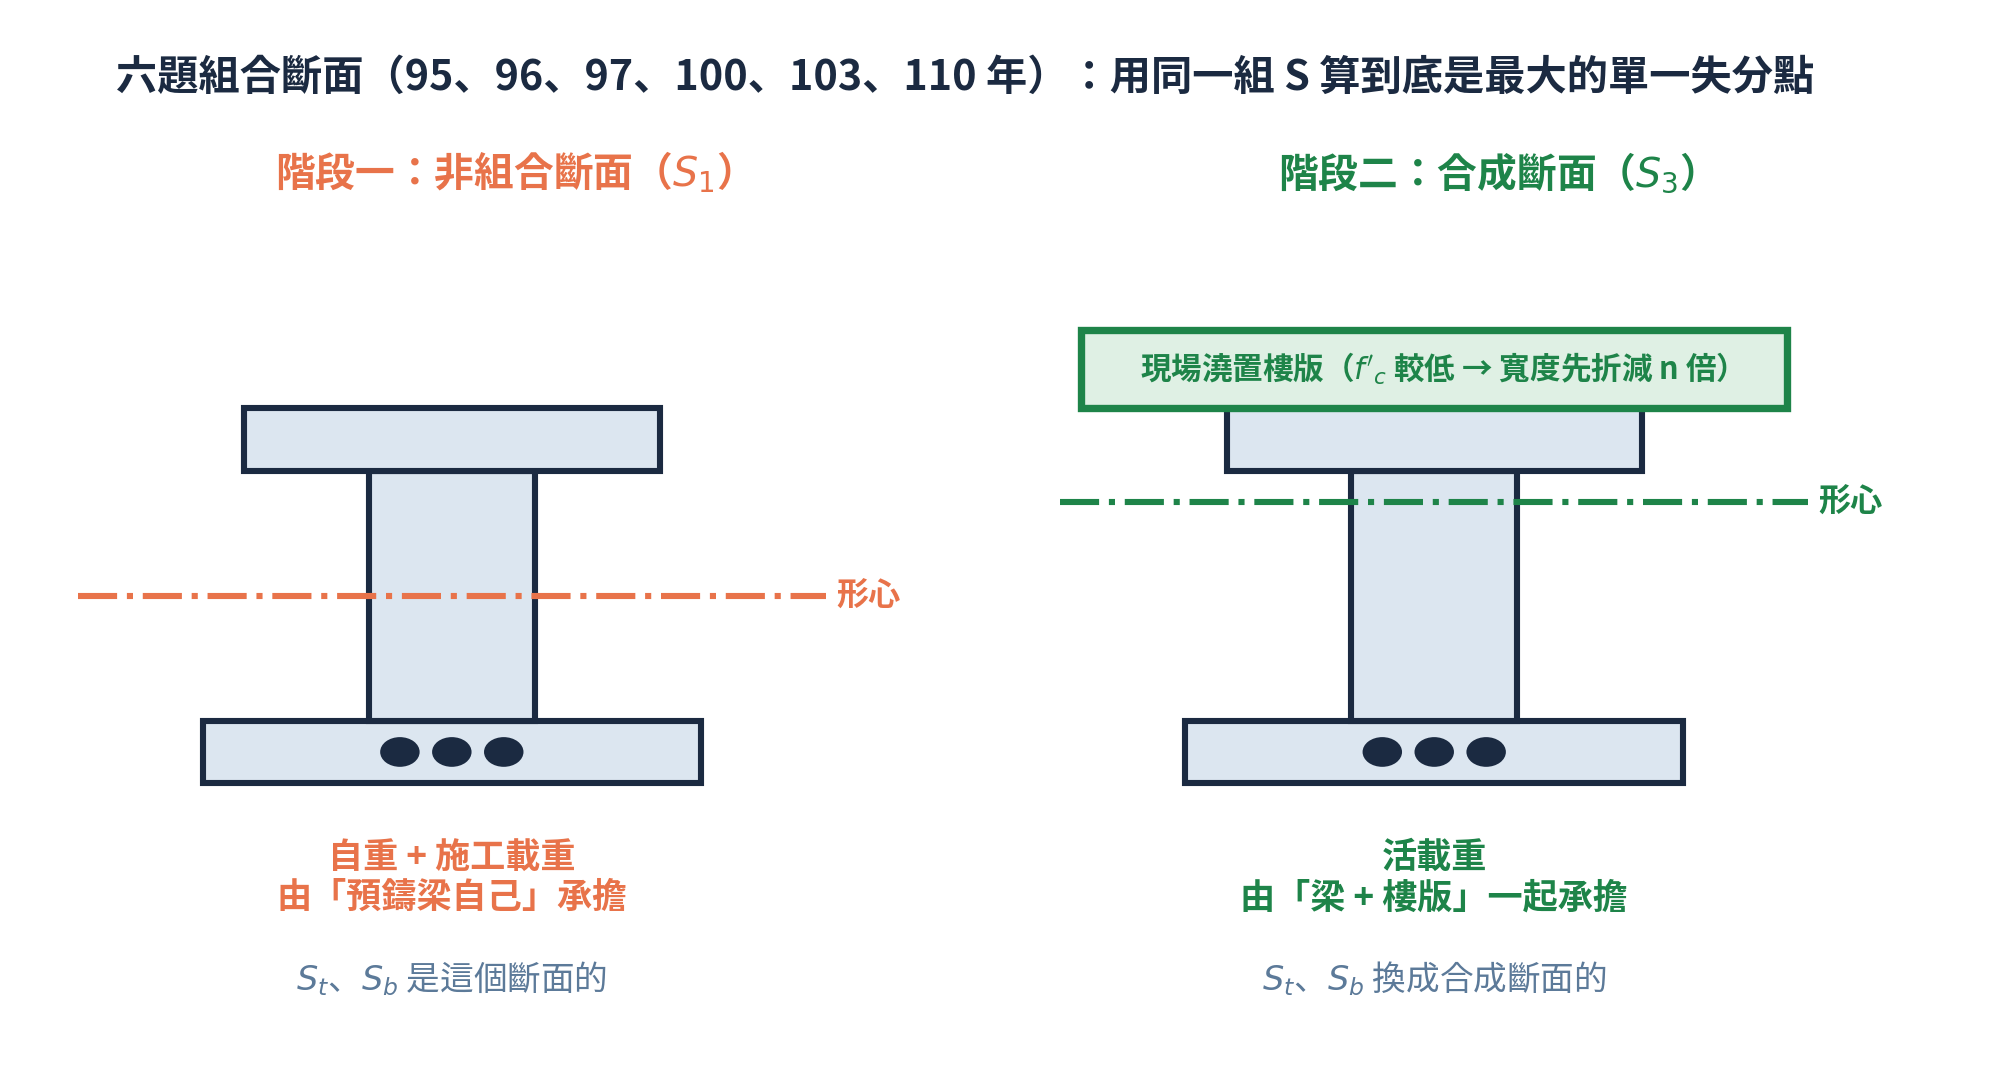 六題組合斷面（95、96、97、100、103、110 年）：用同一組 S 算到底是最大的單一失分點
階段一：非組合斷面（S₁）
階段二：合成斷面（S₃）
現場澆置樓版（f′c 較低 → 寬度先折減 n 倍）
形心
形心
自重 + 施工載重
由「預鑄梁自己」承擔
活載重
由「梁 + 樓版」一起承擔
St、Sb 是這個斷面的
St、Sb 換成合成斷面的